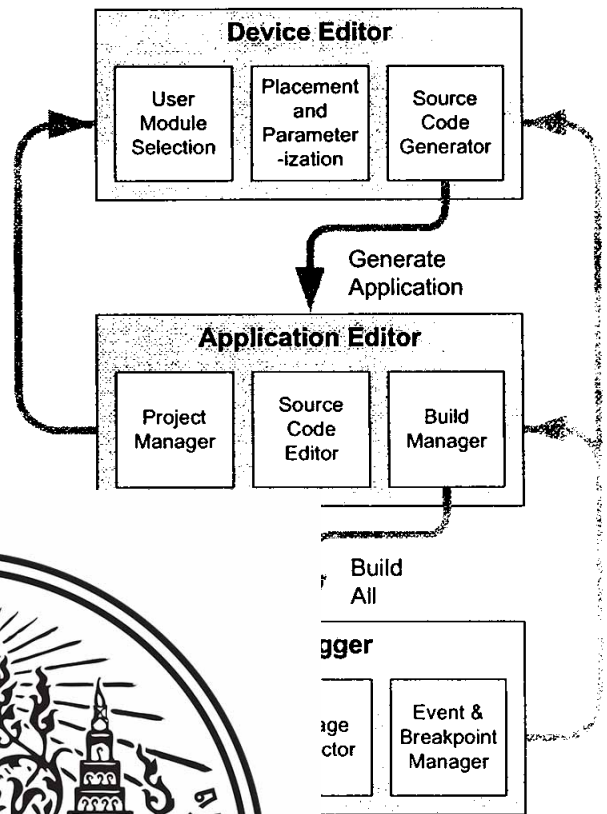 Device Editor
User
Module
Selection
Placement
and
Parameter
-ization
Source
Code
Generator
Generate
Application
Application Editor
Project
Manager
Source
Code
Editor
Build
Manager
Build
All
gger
age
ctor
Event &
Breakpoint
Manager